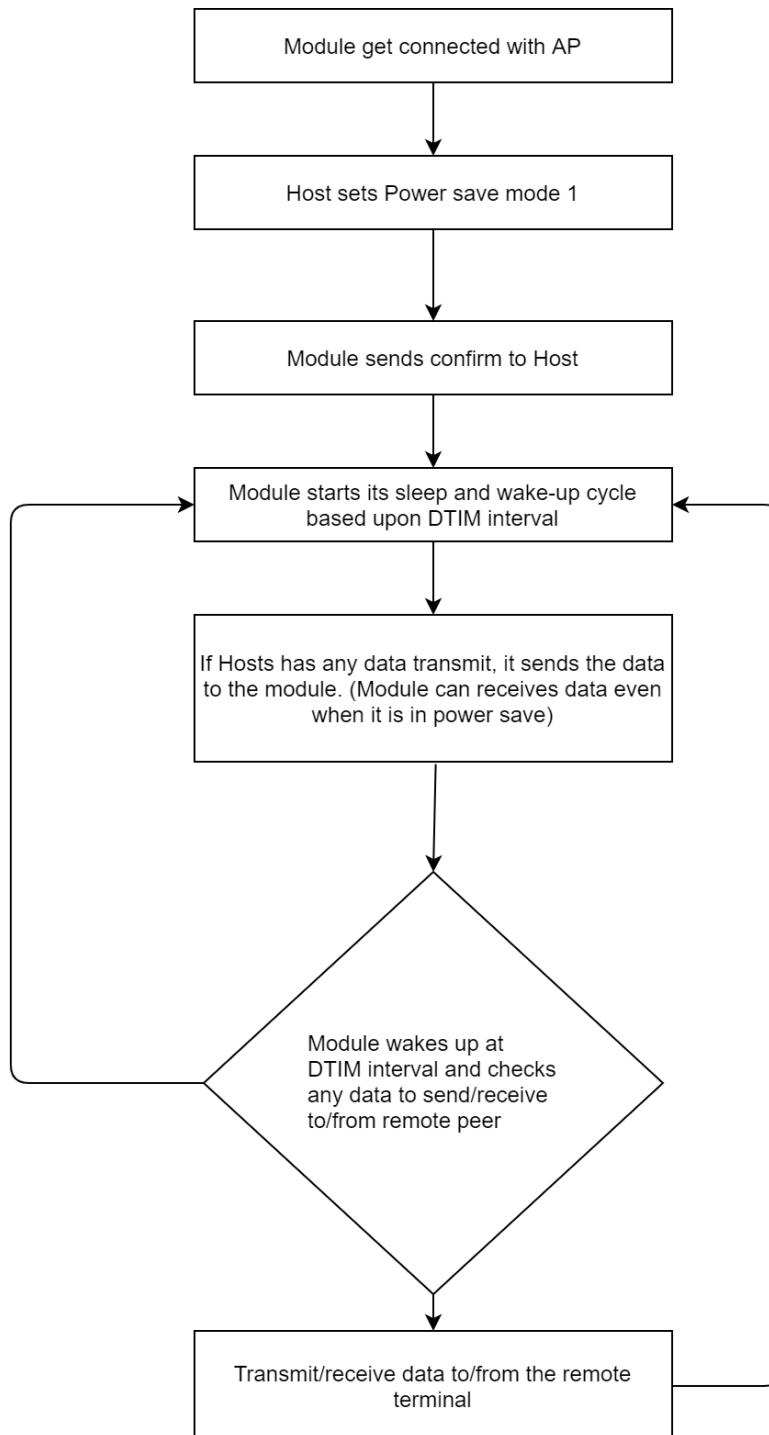 Module get connected with AP
Host sets Power save mode 1
Module sends confirm to Host
Module starts its sleep and wake-up cycle
based upon DTIM interval
If Hosts has any data transmit, it sends the data
to the module. (Module can receives data even
when it is in power save)
Module wakes up at
DTIM interval and checks
any data to send/receive
to/from remote peer
Transmit/receive data to/from the remote
terminal